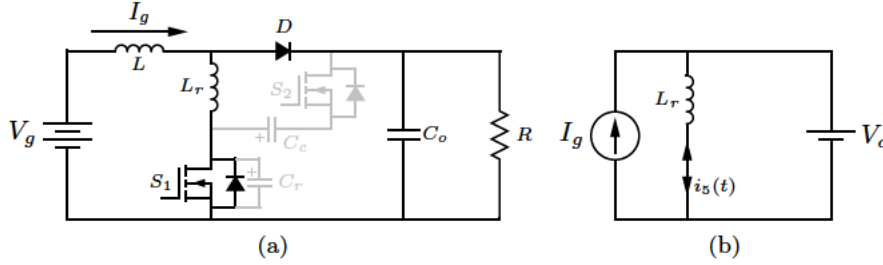 I_g
D
L
L_r
S_2
V_g
+
C_c
C_o
R
S_1
+
C_r
(a)
L_r
I_g
V_o
i_5(t)
(b)